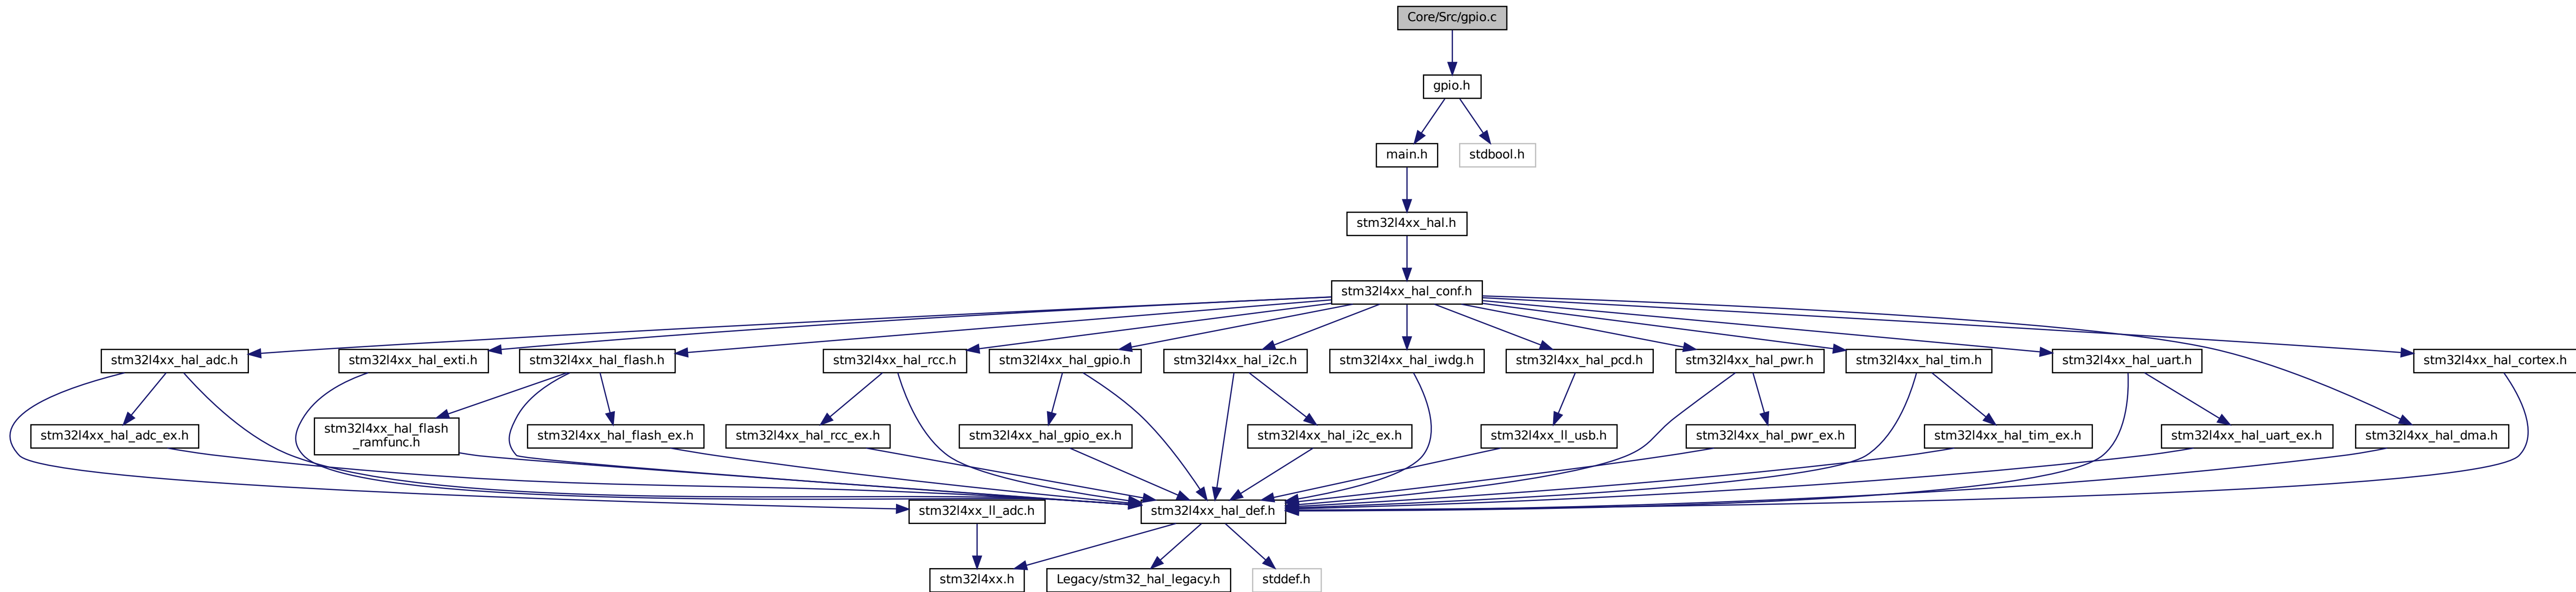 Core/Src/gpio.c
gpio.h
main.h
stdbool.h
stm32l4xx_hal.h
stm32l4xx_hal_conf.h
stm32l4xx_hal_adc.h
stm32l4xx_hal_exti.h
stm32l4xx_hal_flash.h
stm32l4xx_hal_rcc.h
stm32l4xx_hal_gpio.h
stm32l4xx_hal_i2c.h
stm32l4xx_hal_iwdg.h
stm32l4xx_hal_pcd.h
stm32l4xx_hal_pwr.h
stm32l4xx_hal_tim.h
stm32l4xx_hal_uart.h
stm32l4xx_hal_cortex.h
stm32l4xx_hal_adc_ex.h
stm32l4xx_hal_flash
_ramfunc.h
stm32l4xx_hal_flash_ex.h
stm32l4xx_hal_rcc_ex.h
stm32l4xx_hal_gpio_ex.h
stm32l4xx_hal_i2c_ex.h
stm32l4xx_ll_usb.h
stm32l4xx_hal_pwr_ex.h
stm32l4xx_hal_tim_ex.h
stm32l4xx_hal_uart_ex.h
stm32l4xx_hal_dma.h
stm32l4xx_ll_adc.h
stm32l4xx_hal_def.h
stm32l4xx.h
Legacy/stm32_hal_legacy.h
stddef.h